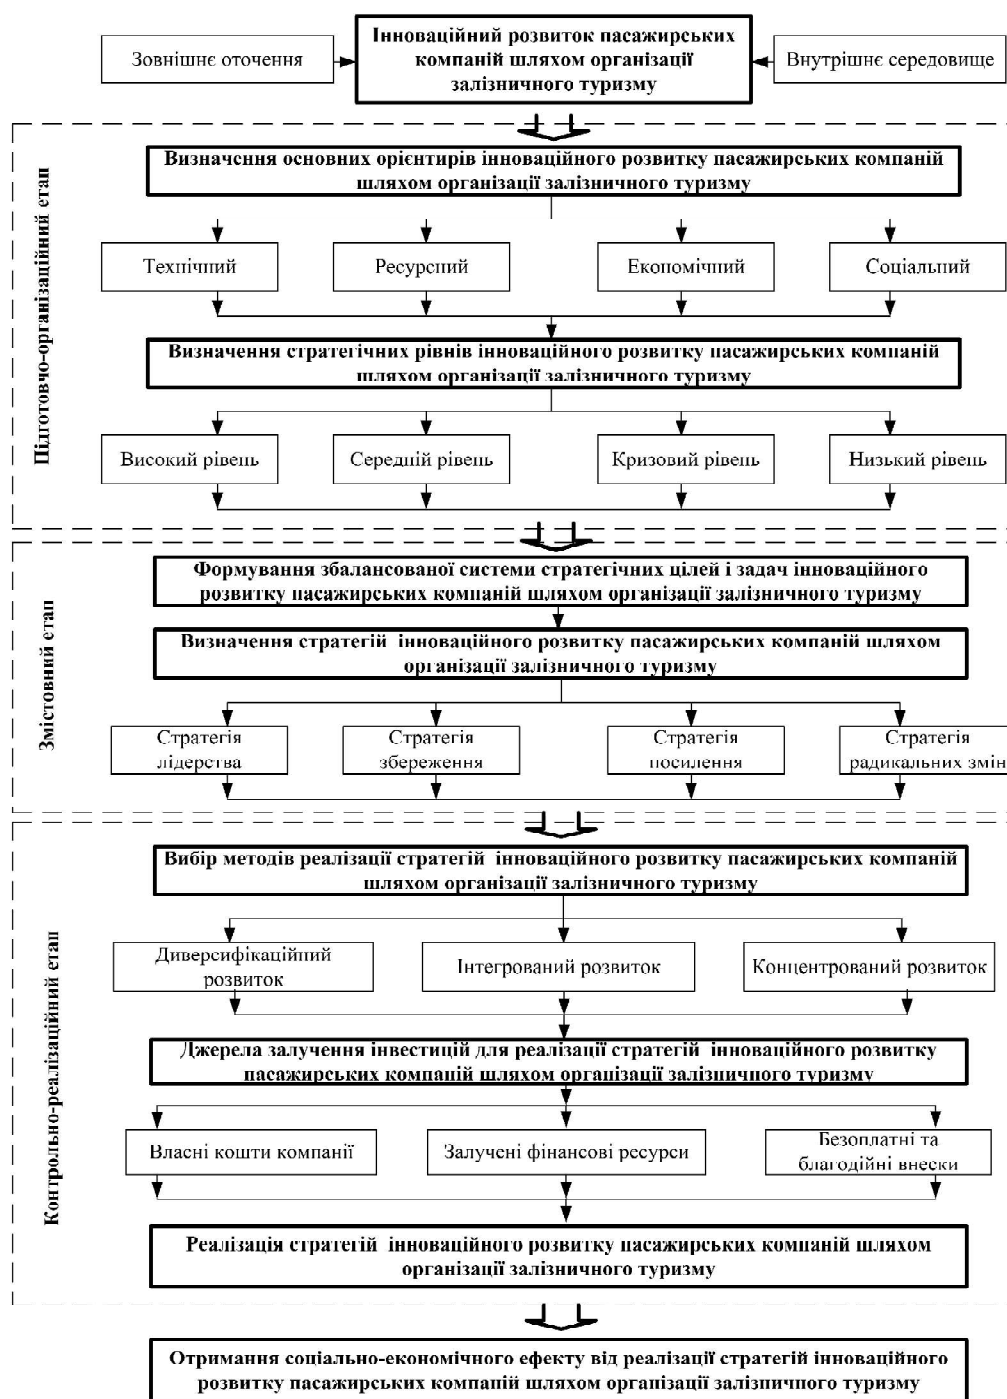 Зовнішнє оточення
Інноваційний розвиток пасажирських
компаній шляхом організації
залізничного туризму
Внутрішнє середовище
Підготовчо-організаційний етап
Визначення основних орієнтирів інноваційного розвитку пасажирських компаній
шляхом організації залізничного туризму
Технічний
Ресурсний
Економічний
Соціальний
Визначення стратегічних рівнів інноваційного розвитку пасажирських компаній
шляхом організації залізничного туризму
Високий рівень
Середній рівень
Кризовий рівень
Низький рівень
Змістовний етап
Формування збалансованої системи стратегічних цілей і задач інноваційного
розвитку пасажирських компаній шляхом організації залізничного туризму
Визначення стратегій інноваційного розвитку пасажирських компаній шляхом
організації залізничного туризму
Стратегія
лідерства
Стратегія
збереження
Стратегія
посилення
Стратегія
радикальних змін
Контрольно-реалізаційний етап
Вибір методів реалізації стратегій інноваційного розвитку пасажирських компаній
шляхом організації залізничного туризму
Диверсифікаційний
розвиток
Інтегрований розвиток
Концентрований розвиток
Джерела залучення інвестицій для реалізації стратегій інноваційного розвитку
пасажирських компаній шляхом організації залізничного туризму
Власні кошти компанії
Залучені фінансові ресурси
Безоплатні та
благодійні внески
Реалізація стратегій інноваційного розвитку пасажирських компаній шляхом
організації залізничного туризму
Отримання соціально-економічного ефекту від реалізації стратегій інноваційного
розвитку пасажирських компаній шляхом організації залізничного туризму